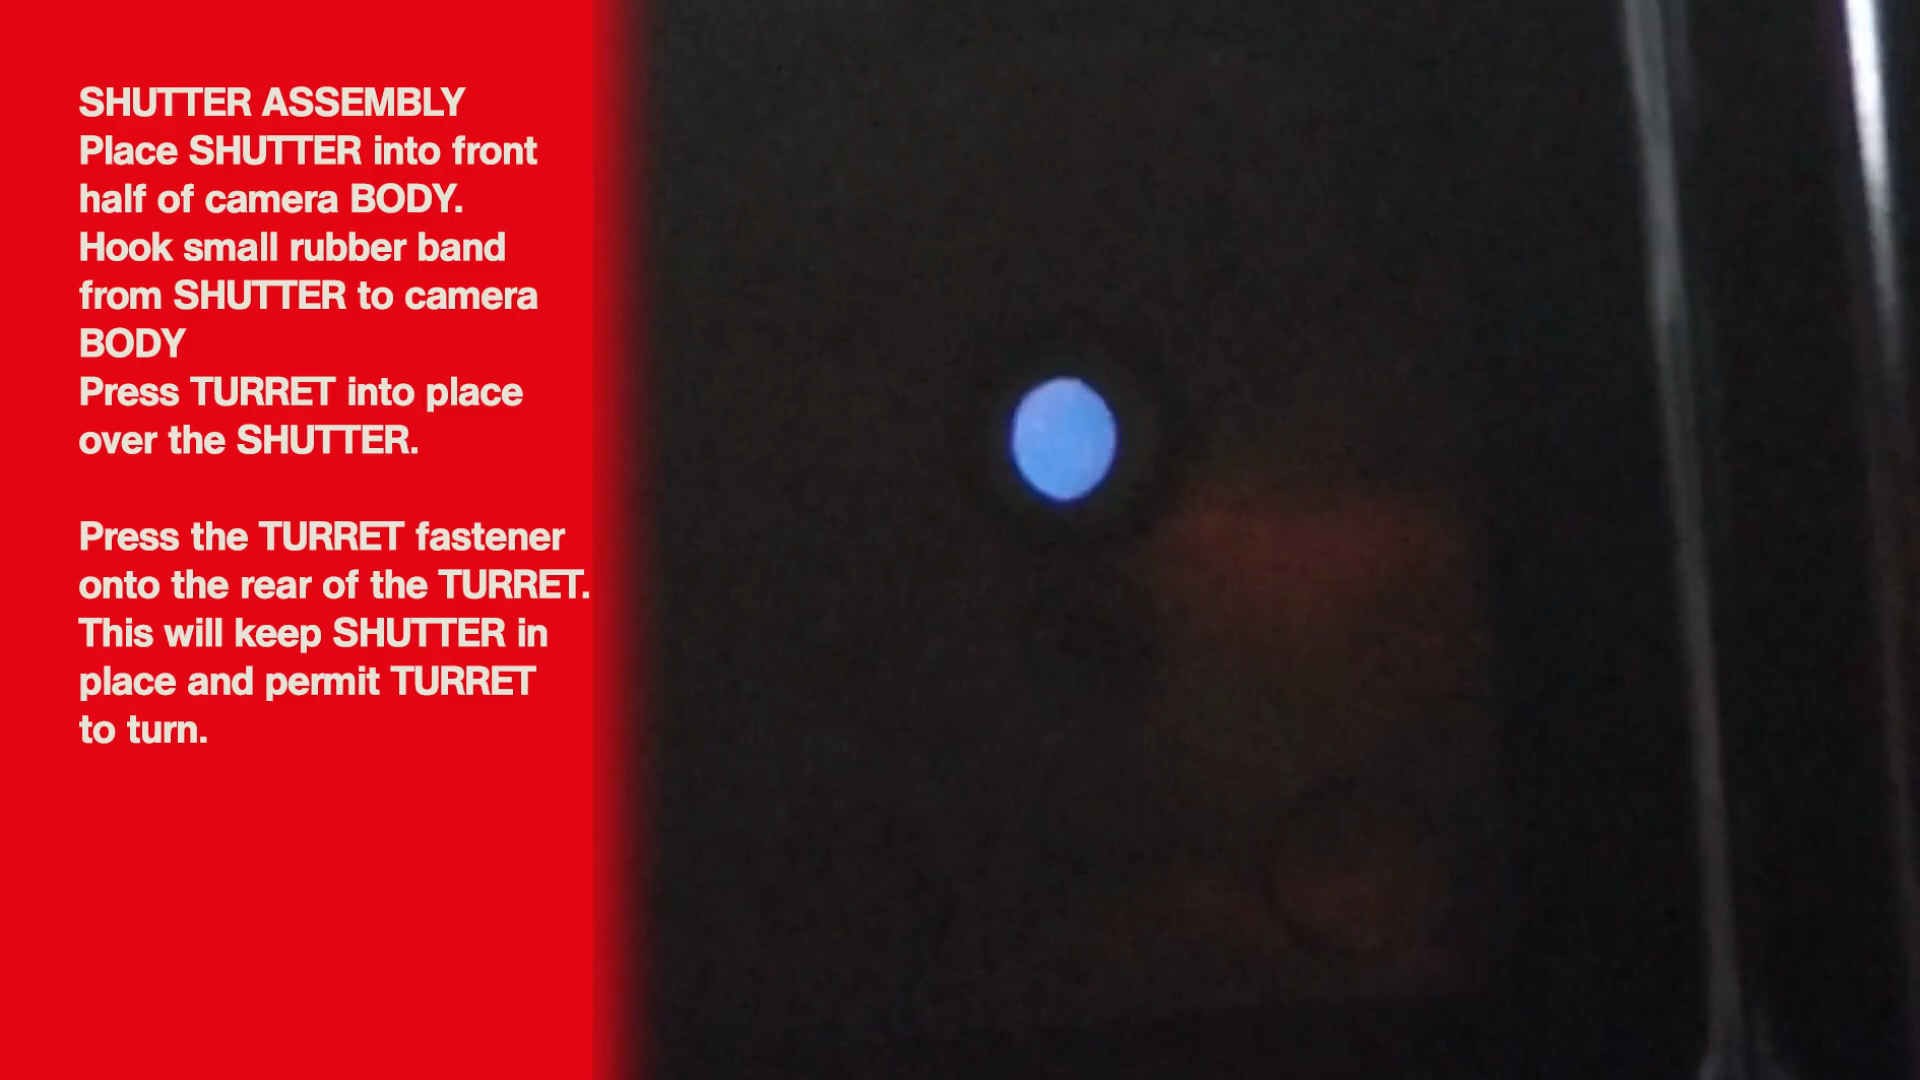 SHUTTER ASSEMBLY
Place SHUTTER into front
half of camera BODY.
Hook small rubber band
from SHUTTER to camera
BODY
Press TURRET into place
over the SHUTTER.
Press the TURRET fastener
onto the rear of the TURRET.
This will keep SHUTTER in
place and permit TURRET
to turn.